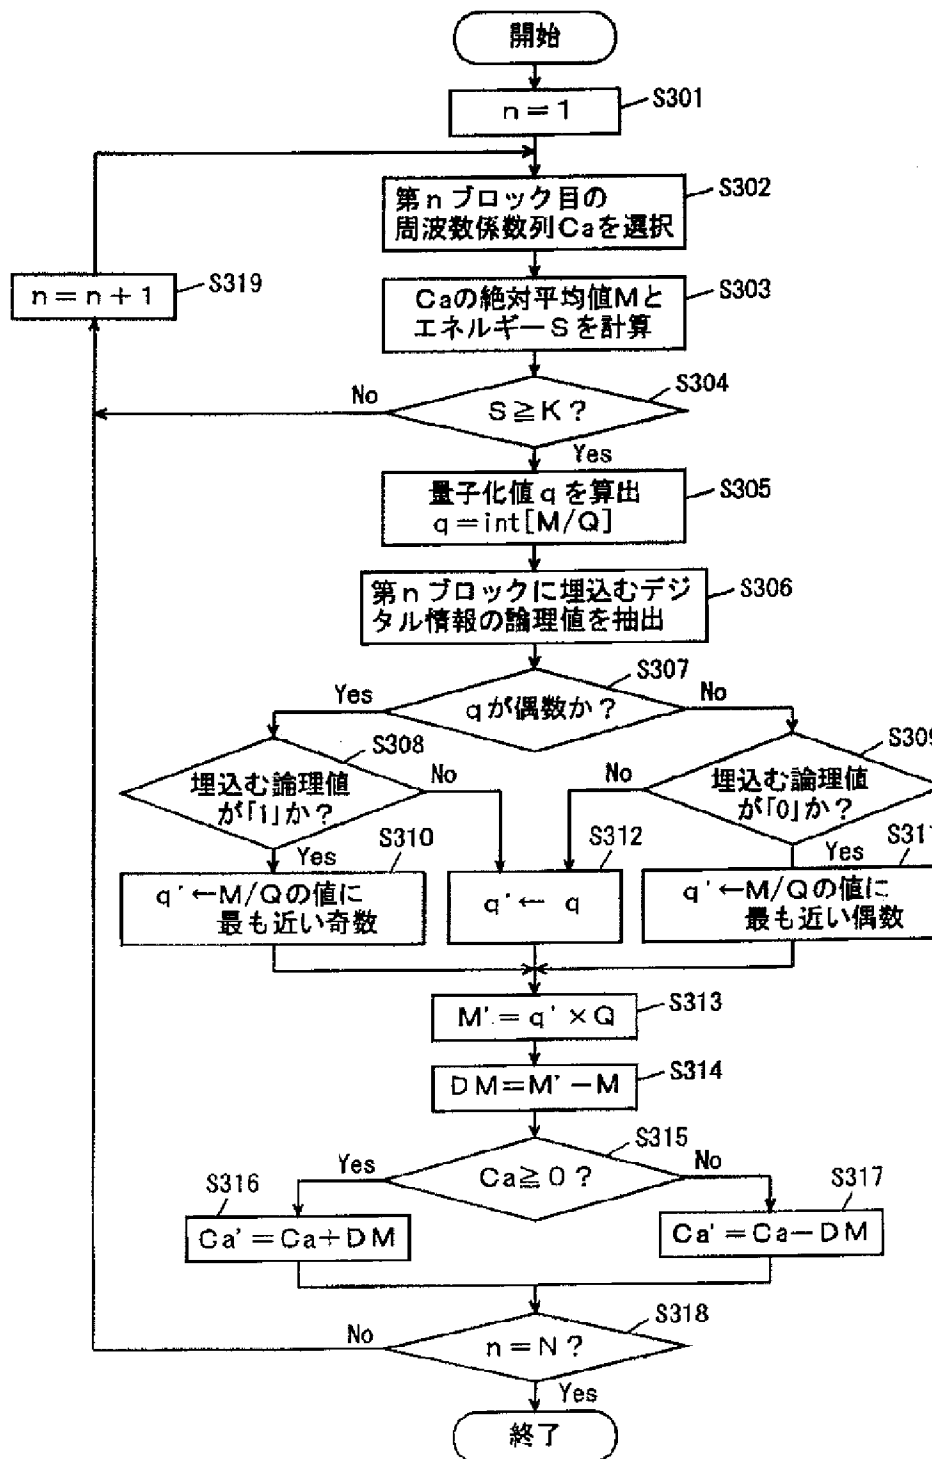 開始
n=1
S301
第nブロック目の
周波数係数列Caを選択
S302
n=n+1
S319
Caの絶対平均値Mと
エネルギーSを計算
S303
S304
No
S≧K?
Yes
量子化値qを算出
q=int[M/Q]
S305
第nブロックに埋込むデジ
タル情報の論理値を抽出
S306
S307
Yes
qが偶数か?
No
S308
埋込む論理値
が「1」か?
No
Yes
S309
No
埋込む論理値
が「0」か?
Yes
S310
q'←M/Qの値に
最も近い奇数
S312
q'← q
S311
q'←M/Qの値に
最も近い偶数
M'=q'×Q
S313
DM=M'-M
S314
S315
Yes
Ca≧0?
No
S316
Ca'=Ca+DM
S317
Ca'=Ca-DM
S318
No
n=N?
Yes
終了